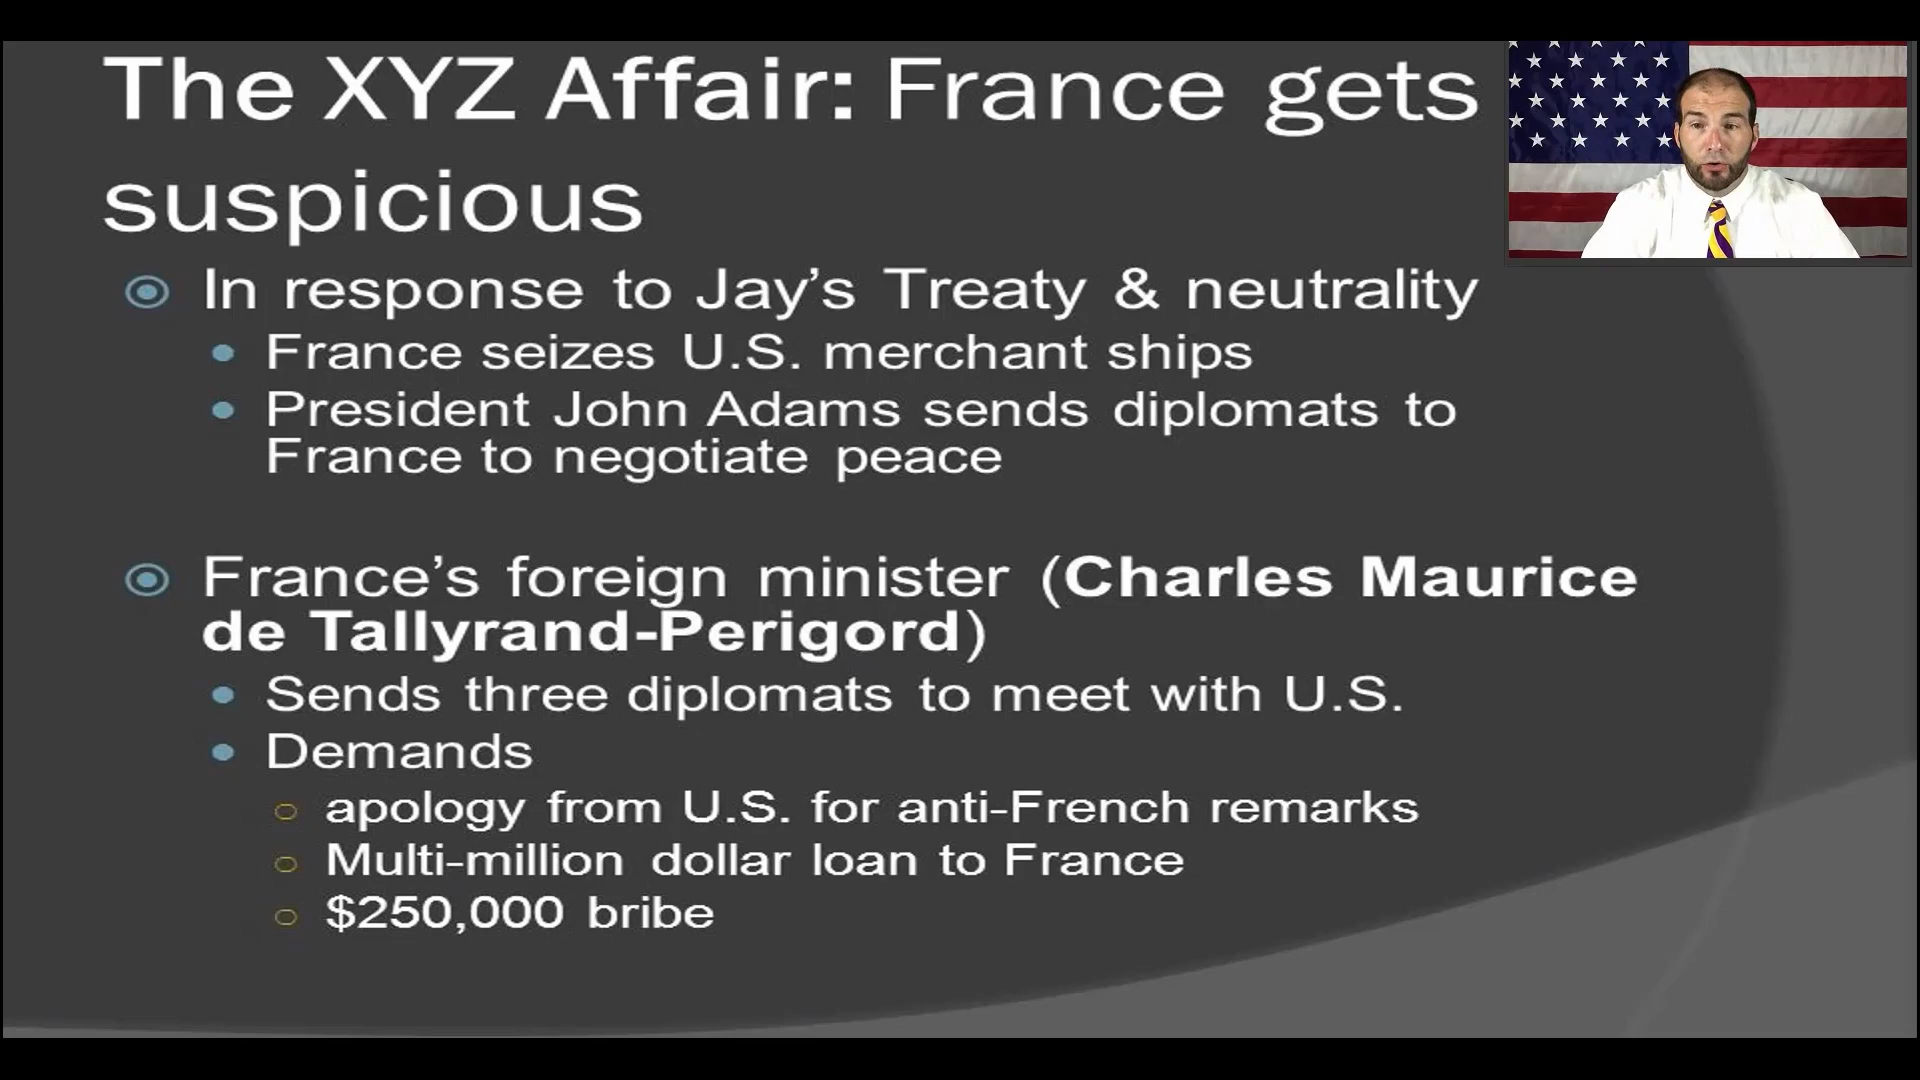 The XYZ Affair: France gets
suspicious
In response to Jay's Treaty & neutrality
France seizes U.S. merchant ships
President John Adams sends diplomats to
France to negotiate peace
France's foreign minister (Charles Maurice
de Tallyrand-Perigord)
Sends three diplomats to meet with U.S.
Demands
apology from U.S. for anti-French remarks
Multi-million dollar loan to France
$250,000 bribe